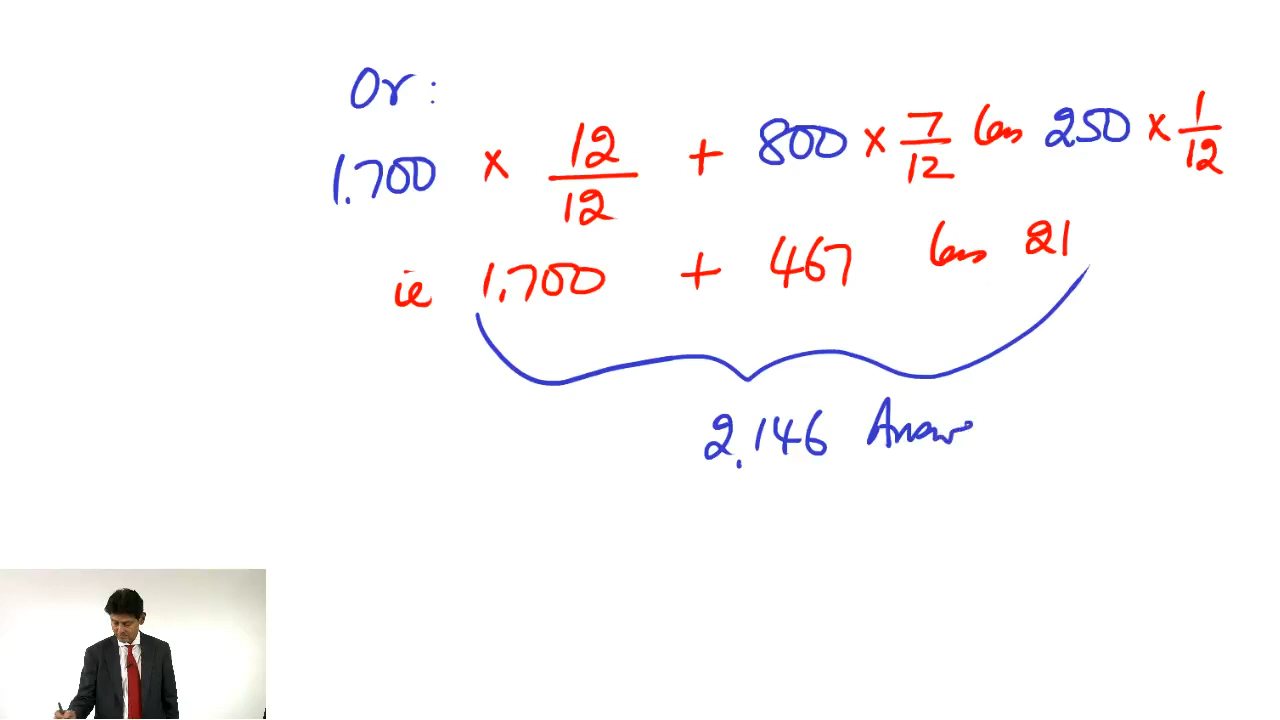 Or:
1.700 × 12/12 + 800 × 7/12 less 250 × 1/12
ie 1.700 + 467 less 21
2.146 Answer